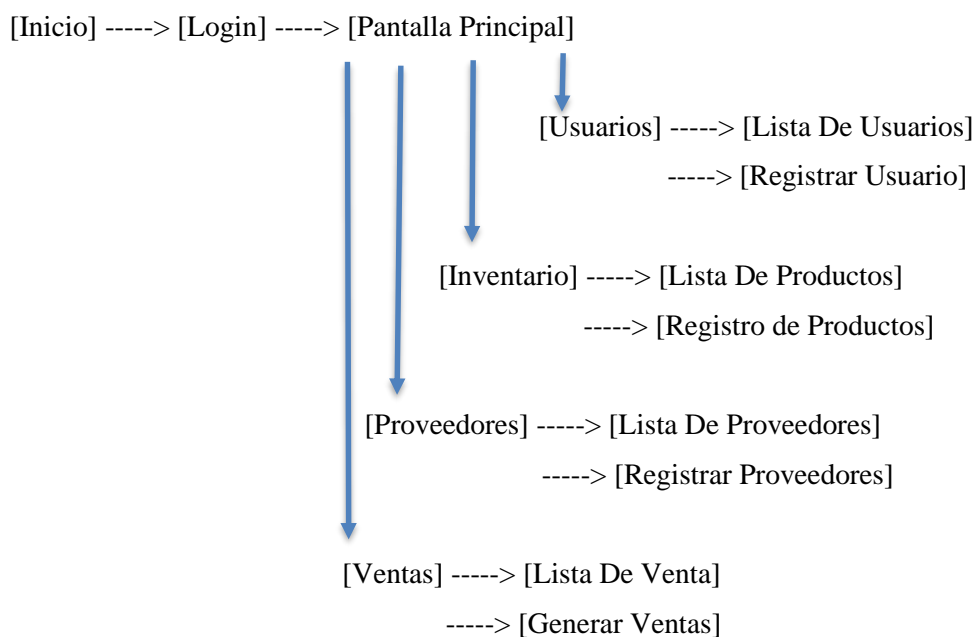 [Inicio] -----> [Login] -----> [Pantalla Principal]
[Usuarios] -----> [Lista De Usuarios]
-----> [Registrar Usuario]
[Inventario] -----> [Lista De Productos]
-----> [Registro de Productos]
[Proveedores] -----> [Lista De Proveedores]
-----> [Registrar Proveedores]
[Ventas] -----> [Lista De Venta]
-----> [Generar Ventas]